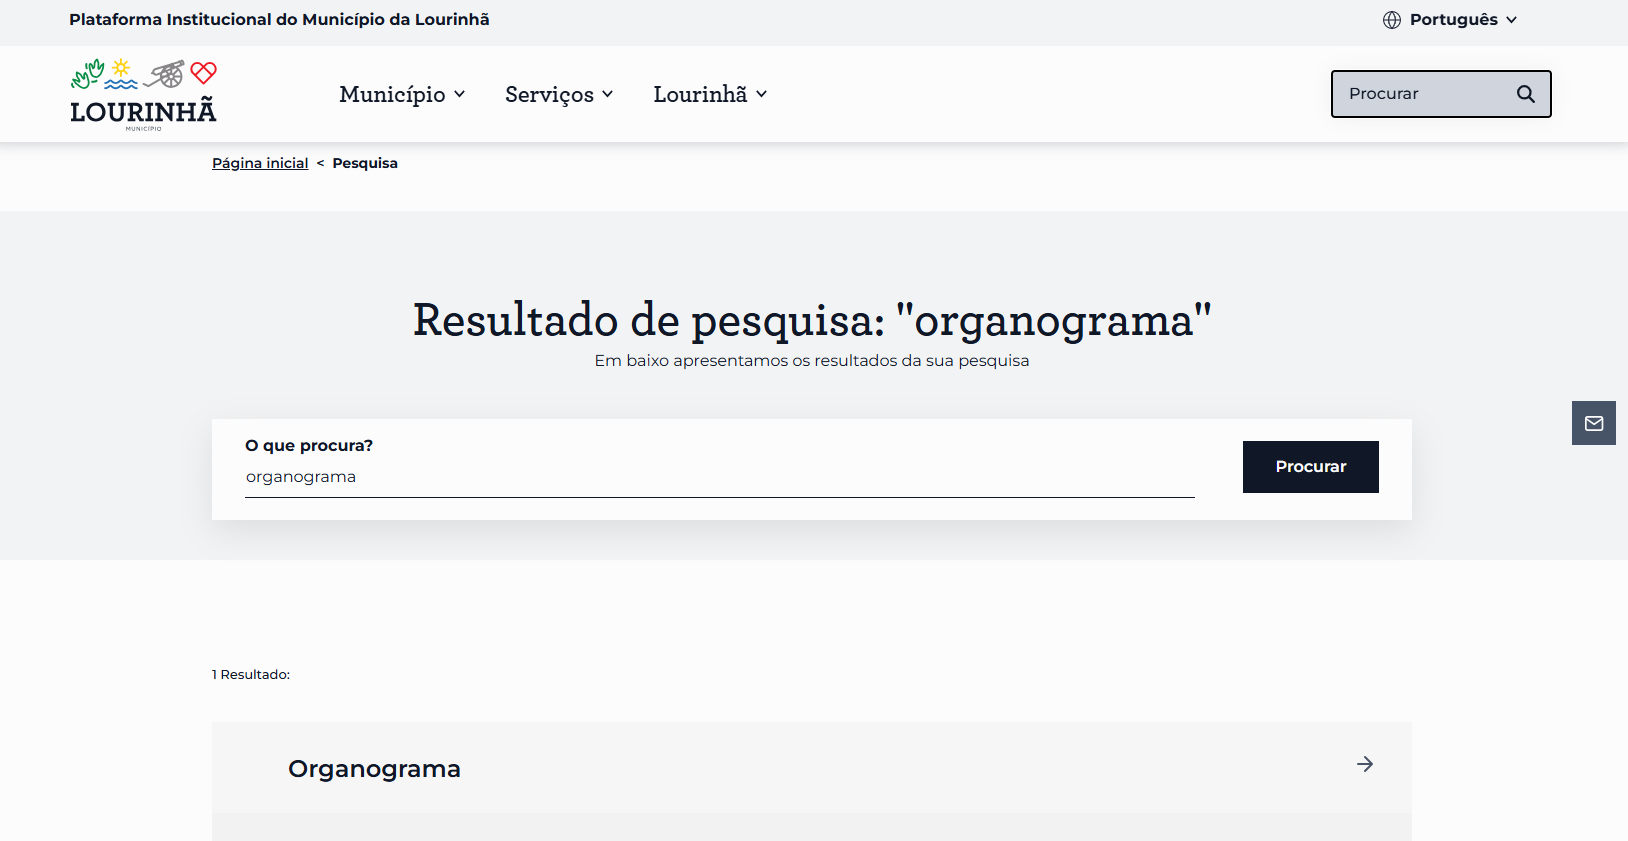 Plataforma Institucional do Município da Lourinhã
Português
LOURINHÃ
MUNICÍPIO
Município
Serviços
Lourinhã
Procurar
Página inicial < Pesquisa
Resultado de pesquisa: "organograma"
Em baixo apresentamos os resultados da sua pesquisa
O que procura?
organograma
Procurar
1 Resultado:
Organograma